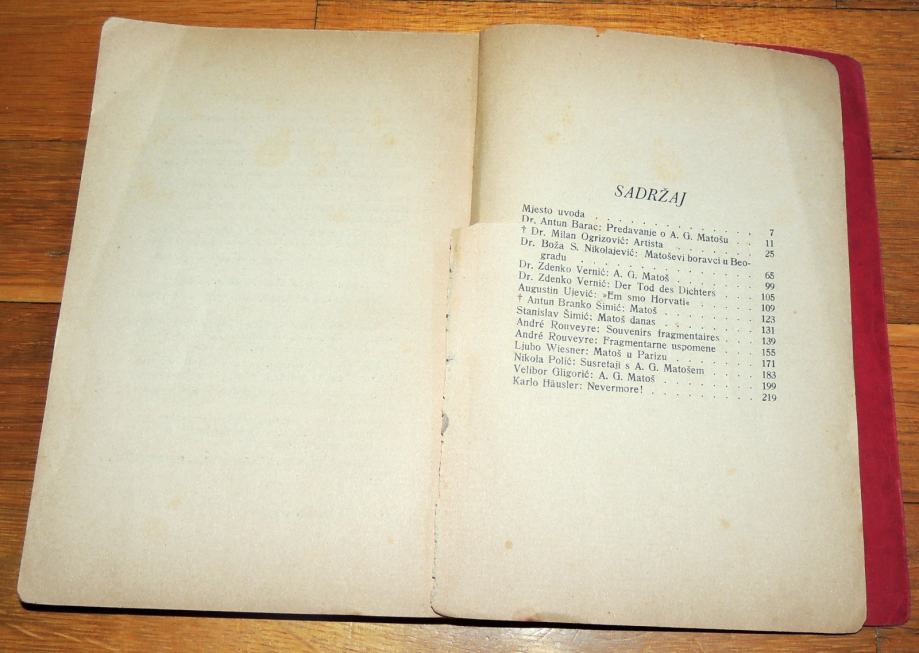 SADRŽAJ
Mjesto uvoda . . . . . . . . . 7
Dr. Antun Barac: Predavanje o A. G. Matošu . . 11
† Dr. Milan Ogrizović: Artista . . . . . . 25
Dr. Boža S. Nikolajević: Matoševi boravci u Beo-
gradu . . . . . . . . . . 65
Dr. Zdenko Vernić: A. G. Matoš . . . . . 99
Dr. Zdenko Vernić: Der Tod des Dichters . . . 105
Augustin Ujević: »Em smo Horvati« . . . . 109
† Antun Branko Šimić: Matoš . . . . . . 123
Stanislav Šimić: Matoš danas . . . . . . 131
André Rouveyre: Souvenirs fragmentaires . . . 139
André Rouveyre: Fragmentarne uspomene . . . 155
Ljubo Wiesner: Matoš u Parizu . . . . . 171
Nikola Polić: Susretaji s A. G. Matošem . . . 183
Velibor Gligorić: A. G. Matoš . . . . . . 199
Karlo Häusler: Nevermore! . . . . . . . 219